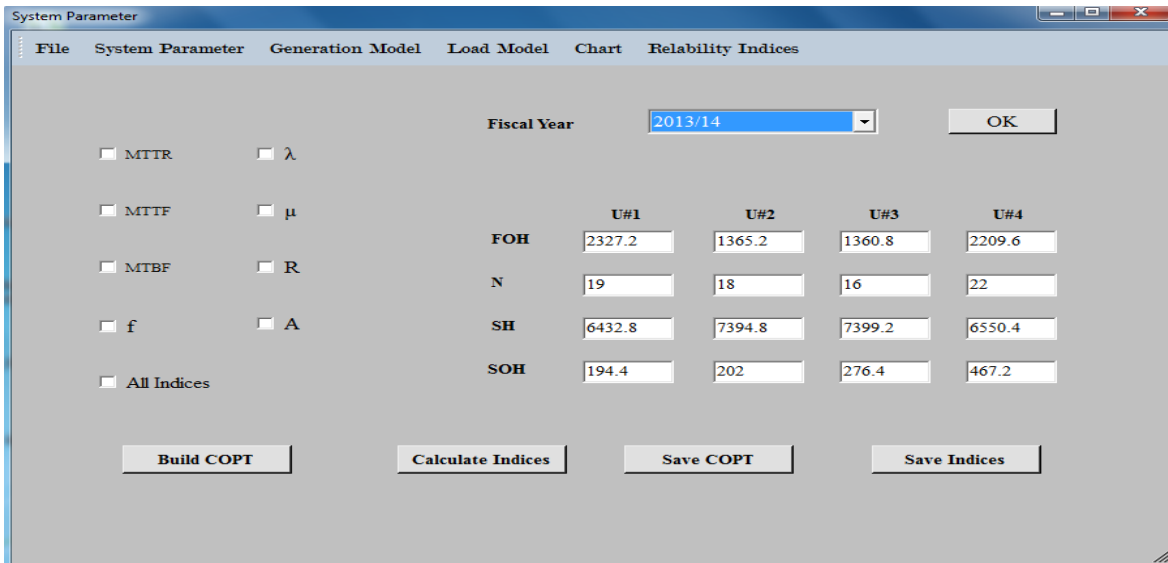 System Parameter
File System Parameter Generation Model Load Model Chart Relability Indices
Fiscal Year 2013/14 OK
MTTR λ
MTTF μ
U#1 U#2 U#3 U#4
FOH 2327.2 1365.2 1360.8 2209.6
MTBF R
N 19 18 16 22
f A
SH 6432.8 7394.8 7399.2 6550.4
SOH 194.4 202 276.4 467.2
All Indices
Build COPT Calculate Indices Save COPT Save Indices